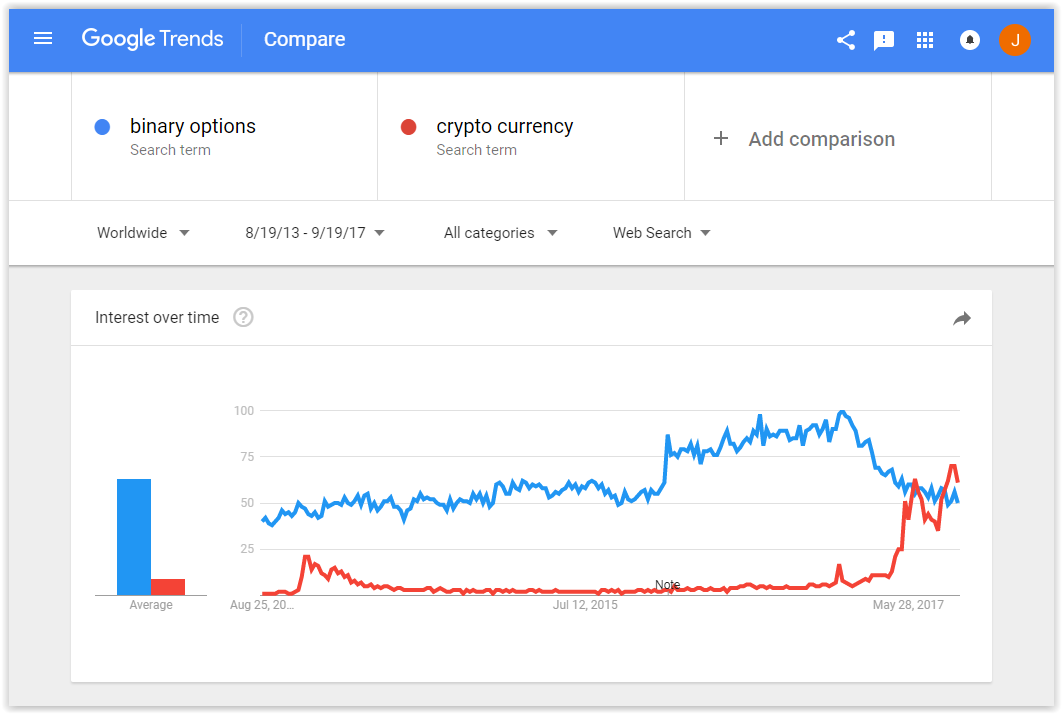 Google Trends Compare J
binary options
Search term
crypto currency
Search term
+ Add comparison
Worldwide 8/19/13 - 9/19/17 All categories Web Search
Interest over time ?
100
75
50
25
Note
Average
Aug 25, 20... Jul 12, 2015 May 28, 2017